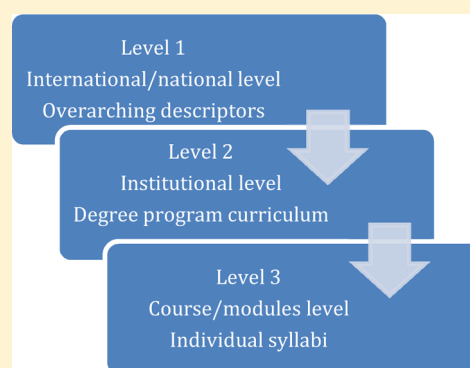 Level 1
International/national level
Overarching descriptors
Level 2
Institutional level
Degree program curriculum
Level 3
Course/modules level
Individual syllabi